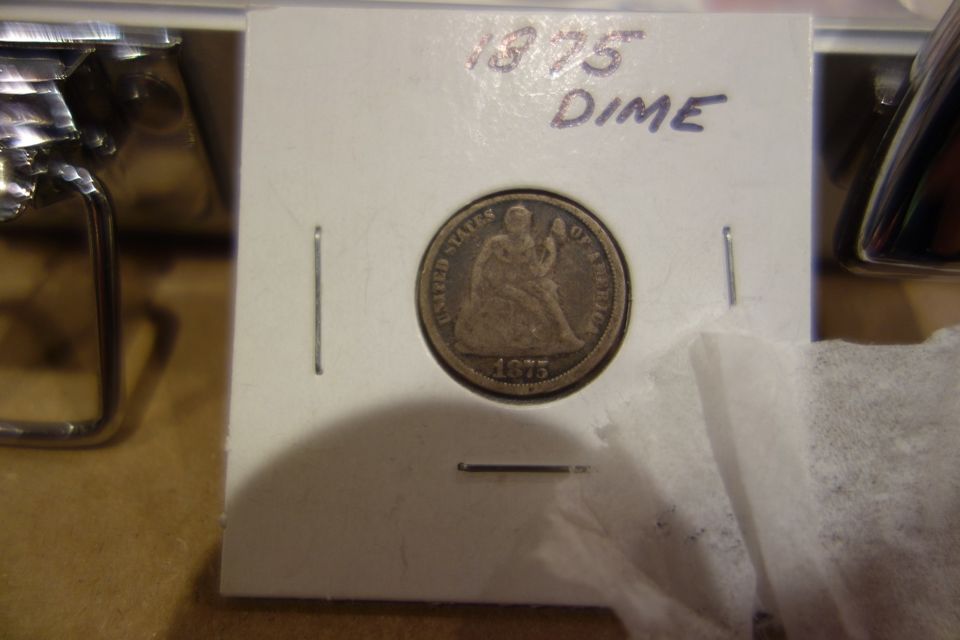 1875
DIME
UNITED STATES OF AMERICA
1875